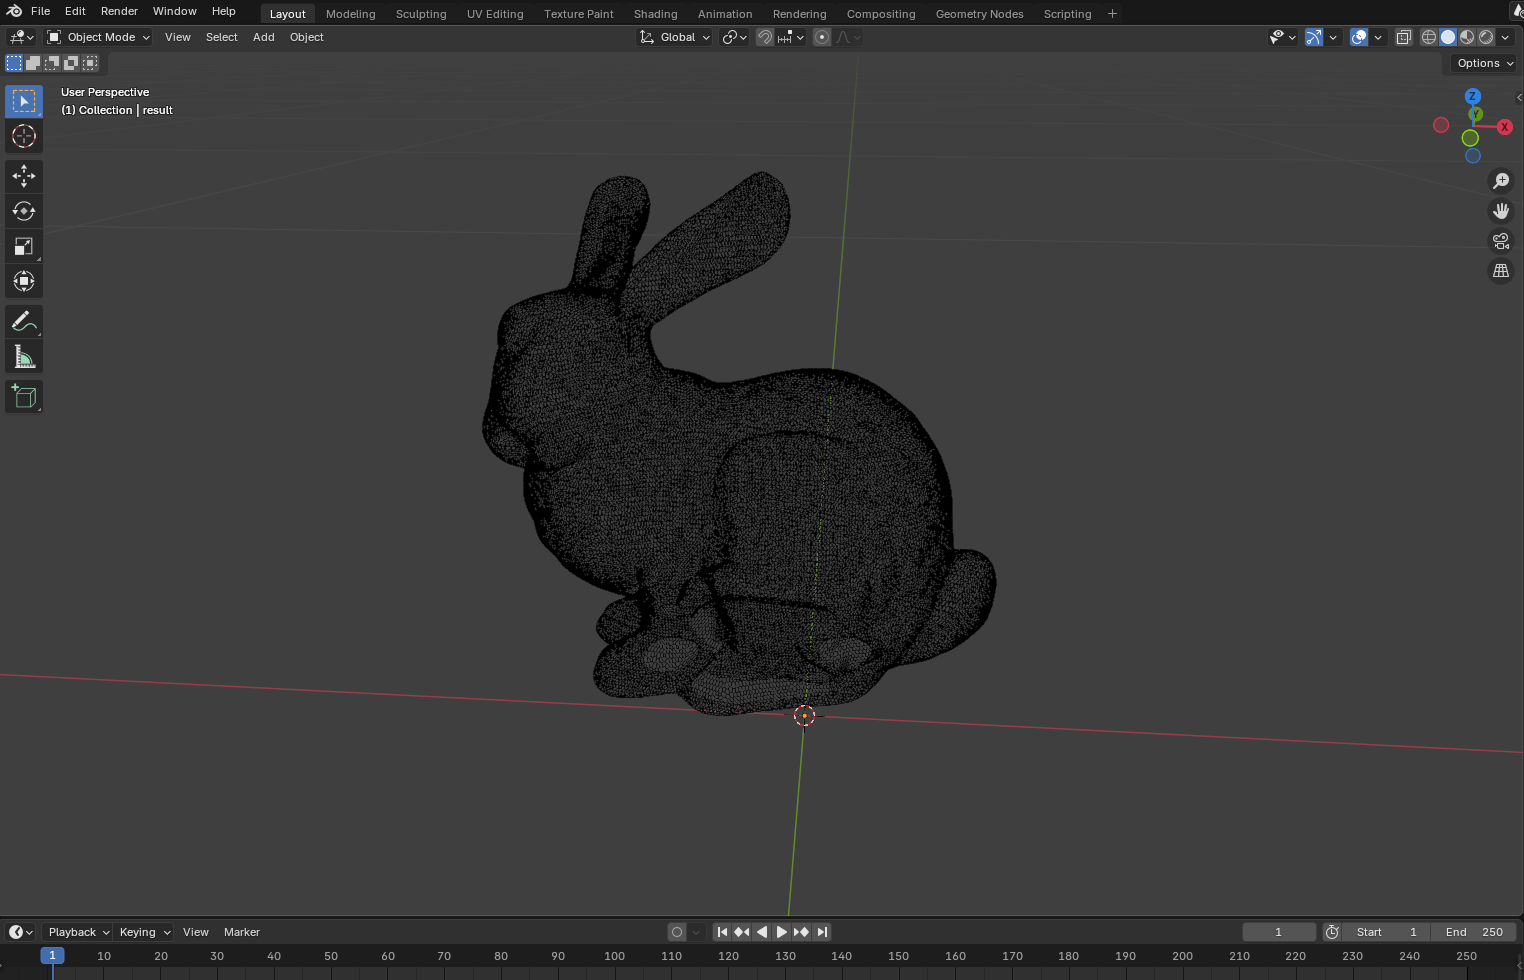 File Edit Render Window Help Layout Modeling Sculpting UV Editing Texture Paint Shading Animation Rendering Compositing Geometry Nodes Scripting +
Object Mode View Select Add Object Global
Options
User Perspective
(1) Collection | result
Z
Y
X
Playback Keying View Marker 1 Start 1 End 250
1 10 20 30 40 50 60 70 80 90 100 110 120 130 140 150 160 170 180 190 200 210 220 230 240 250